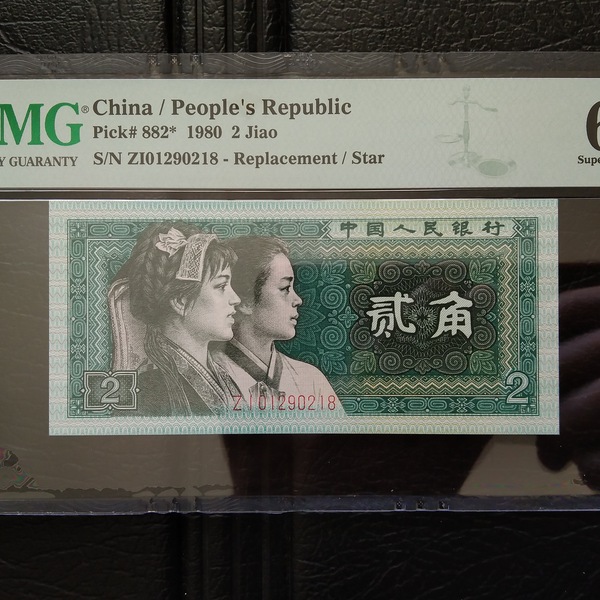 MG® China / People's Republic
Pick# 882* 1980 2 Jiao
Y GUARANTY S/N ZI01290218 - Replacement / Star
6
Supe
中国人民银行
贰角
2
ZI01290218
2